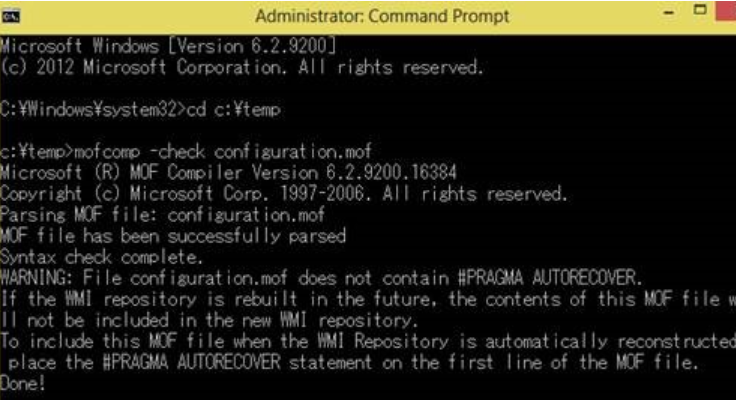 Administrator: Command Prompt
Microsoft Windows [Version 6.2.9200]
(c) 2012 Microsoft Corporation. All rights reserved.
C:¥Windows¥system32>cd c:¥temp
c:¥temp>mofcomp -check configuration.mof
Microsoft (R) MOF Compiler Version 6.2.9200.16384
Copyright (c) Microsoft Corp. 1997-2006. All rights reserved.
Parsing MOF file: configuration.mof
MOF file has been successfully parsed
Syntax check complete.
WARNING: File configuration.mof does not contain #PRAGMA AUTORECOVER.
If the WMI repository is rebuilt in the future, the contents of this MOF file w
ll not be included in the new WMI repository.
To include this MOF file when the WMI Repository is automatically reconstructed
place the #PRAGMA AUTORECOVER statement on the first line of the MOF file.
Done!